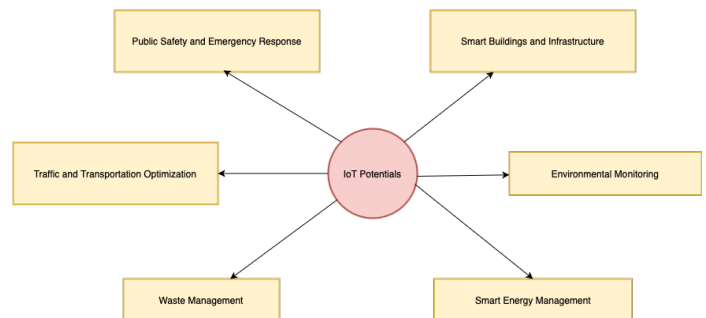 Public Safety and Emergency Response
Smart Buildings and Infrastructure
Traffic and Transportation Optimization
IoT Potentials
Environmental Monitoring
Waste Management
Smart Energy Management